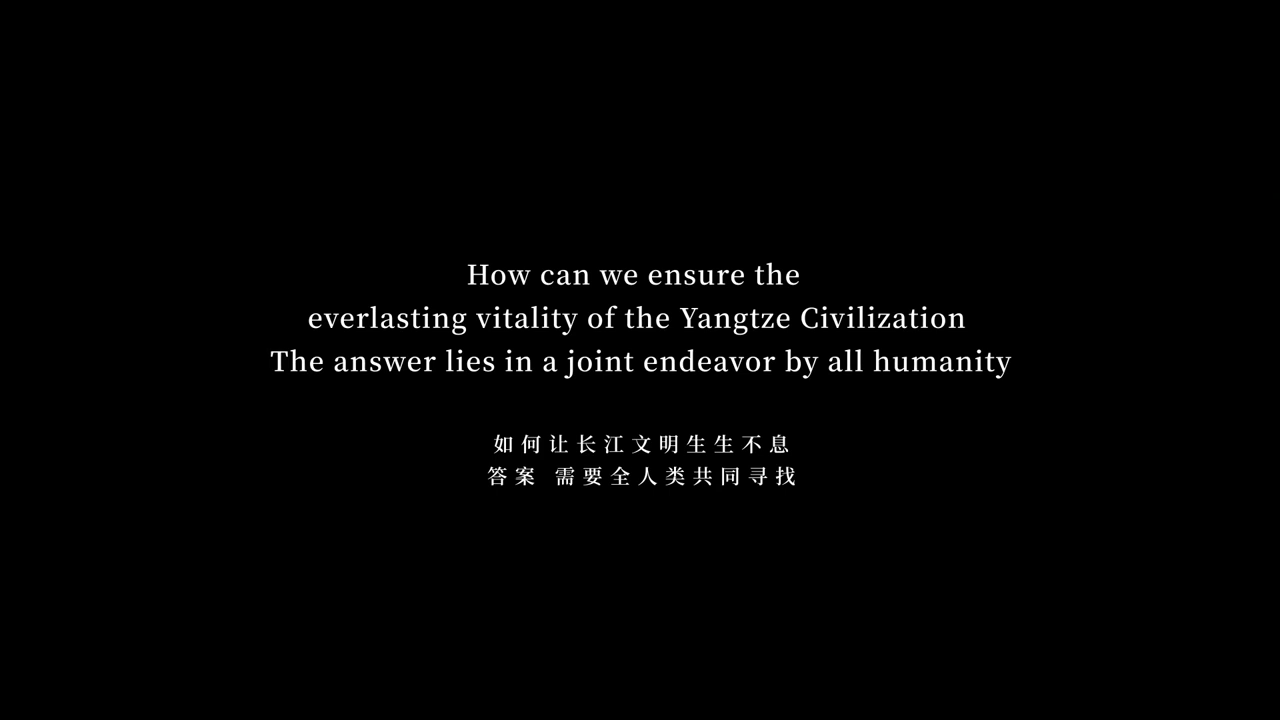 How can we ensure the
everlasting vitality of the Yangtze Civilization
The answer lies in a joint endeavor by all humanity
如何让长江文明生生不息
答案 需要全人类共同寻找